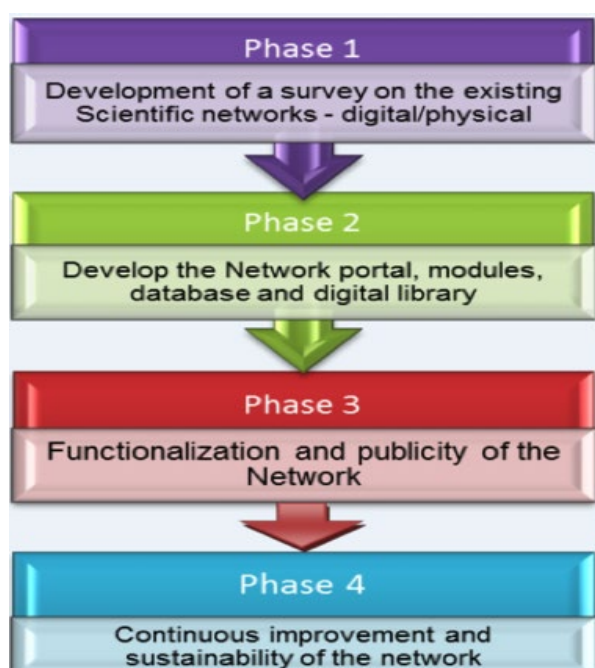 Phase 1
Development of a survey on the existing
Scientific networks - digital/physical
Phase 2
Develop the Network portal, modules,
database and digital library
Phase 3
Functionalization and publicity of the
Network
Phase 4
Continuous improvement and
sustainability of the network